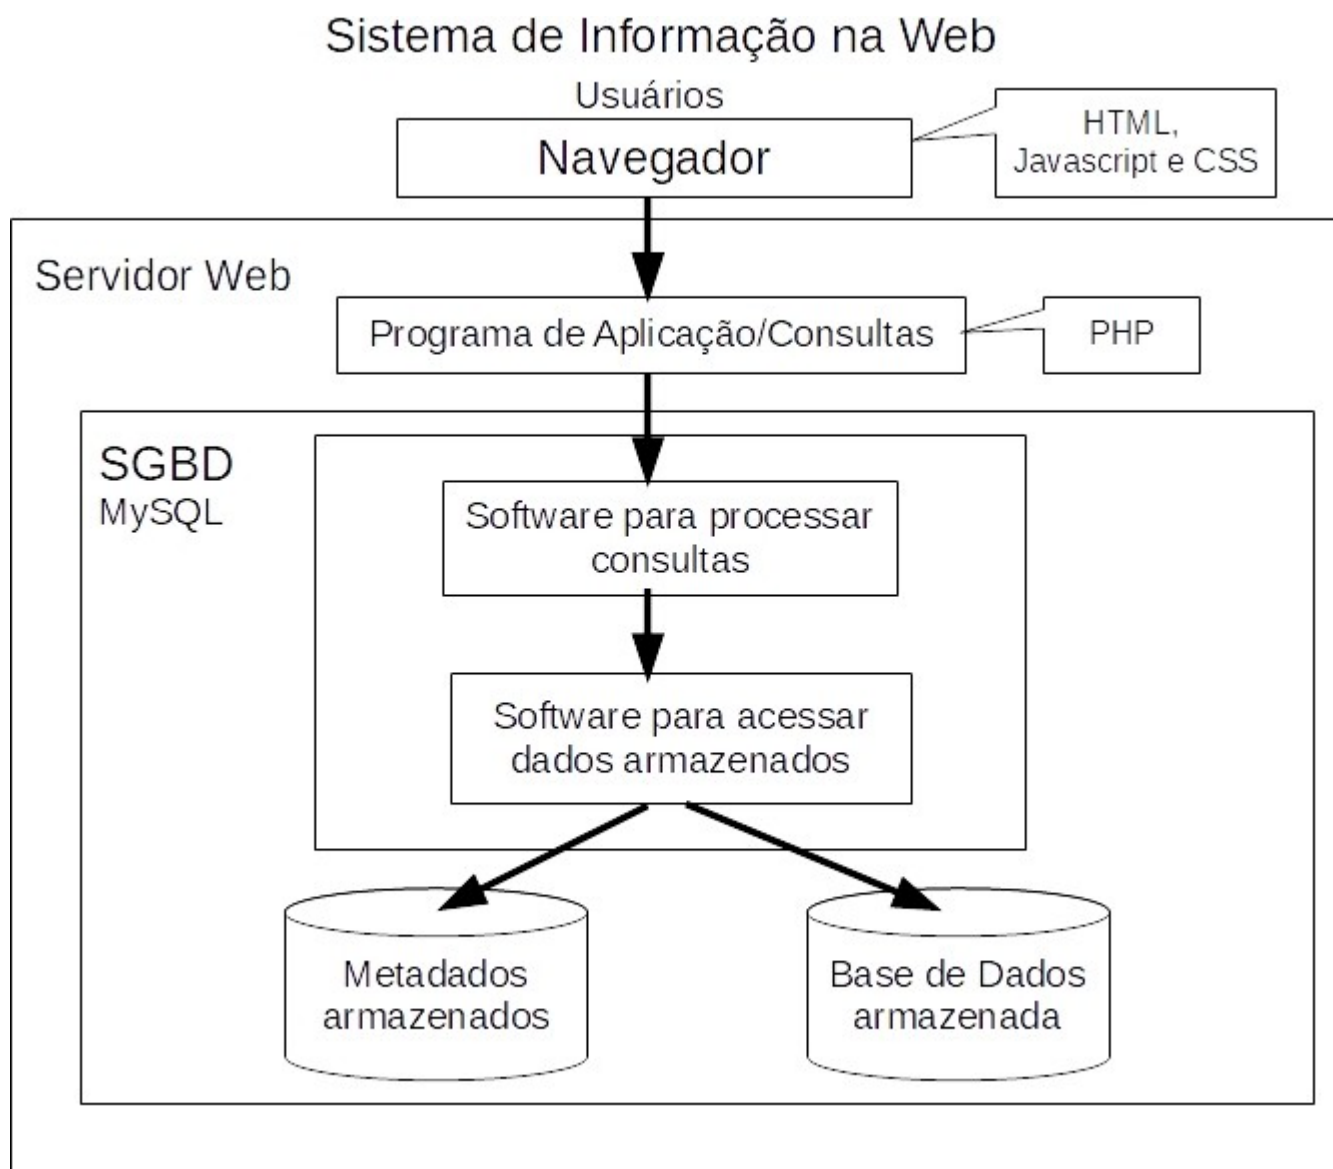 Sistema de Informação na Web
Usuários
Navegador
HTML,
Javascript e CSS
Servidor Web
Programa de Aplicação/Consultas
PHP
SGBD
MySQL
Software para processar
consultas
Software para acessar
dados armazenados
Metadados
armazenados
Base de Dados
armazenada